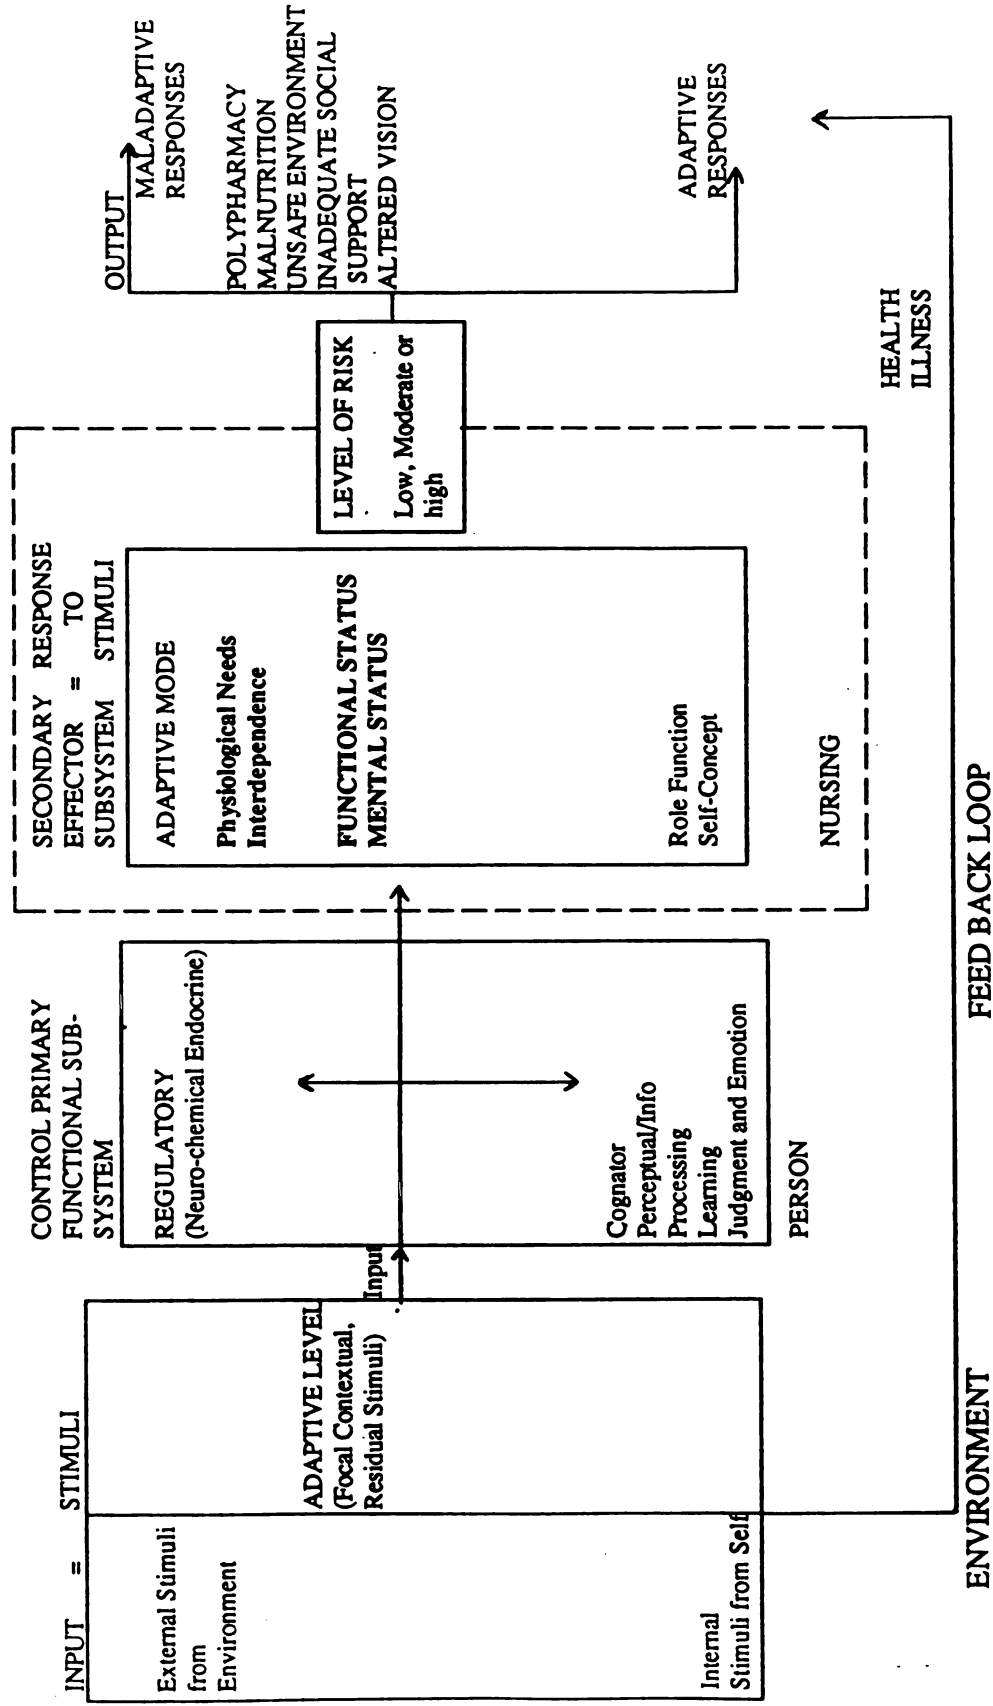 INPUT = STIMULI
External Stimuli
from
Environment
Internal
Stimuli from Self
ADAPTIVE LEVEL
(Focal Contextual,
Residual Stimuli)
Input
ENVIRONMENT
CONTROL PRIMARY
FUNCTIONAL SUB-
SYSTEM
REGULATORY
(Neuro-chemical Endocrine)
Cognator
Perceptual/Info
Processing
Learning
Judgment and Emotion
PERSON
SECONDARY RESPONSE
EFFECTOR = TO
SUBSYSTEM STIMULI
ADAPTIVE MODE
Physiological Needs
Interdependence
FUNCTIONAL STATUS
MENTAL STATUS
Role Function
Self-Concept
NURSING
LEVEL OF RISK
Low, Moderate or
high
OUTPUT
MALADAPTIVE
RESPONSES
POLYPHARMACY
MALNUTRITION
UNSAFE ENVIRONMENT
INADEQUATE SOCIAL
SUPPORT
ALTERED VISION
ADAPTIVE
RESPONSES
HEALTH
ILLNESS
FEED BACK LOOP